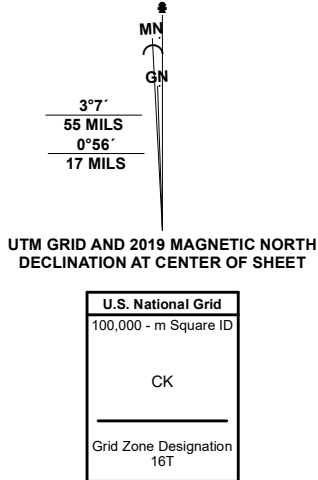 MN
GN
3°7´
55 MILS
0°56´
17 MILS
UTM GRID AND 2019 MAGNETIC NORTH
DECLINATION AT CENTER OF SHEET
U.S. National Grid
100,000 - m Square ID
CK
Grid Zone Designation
16T